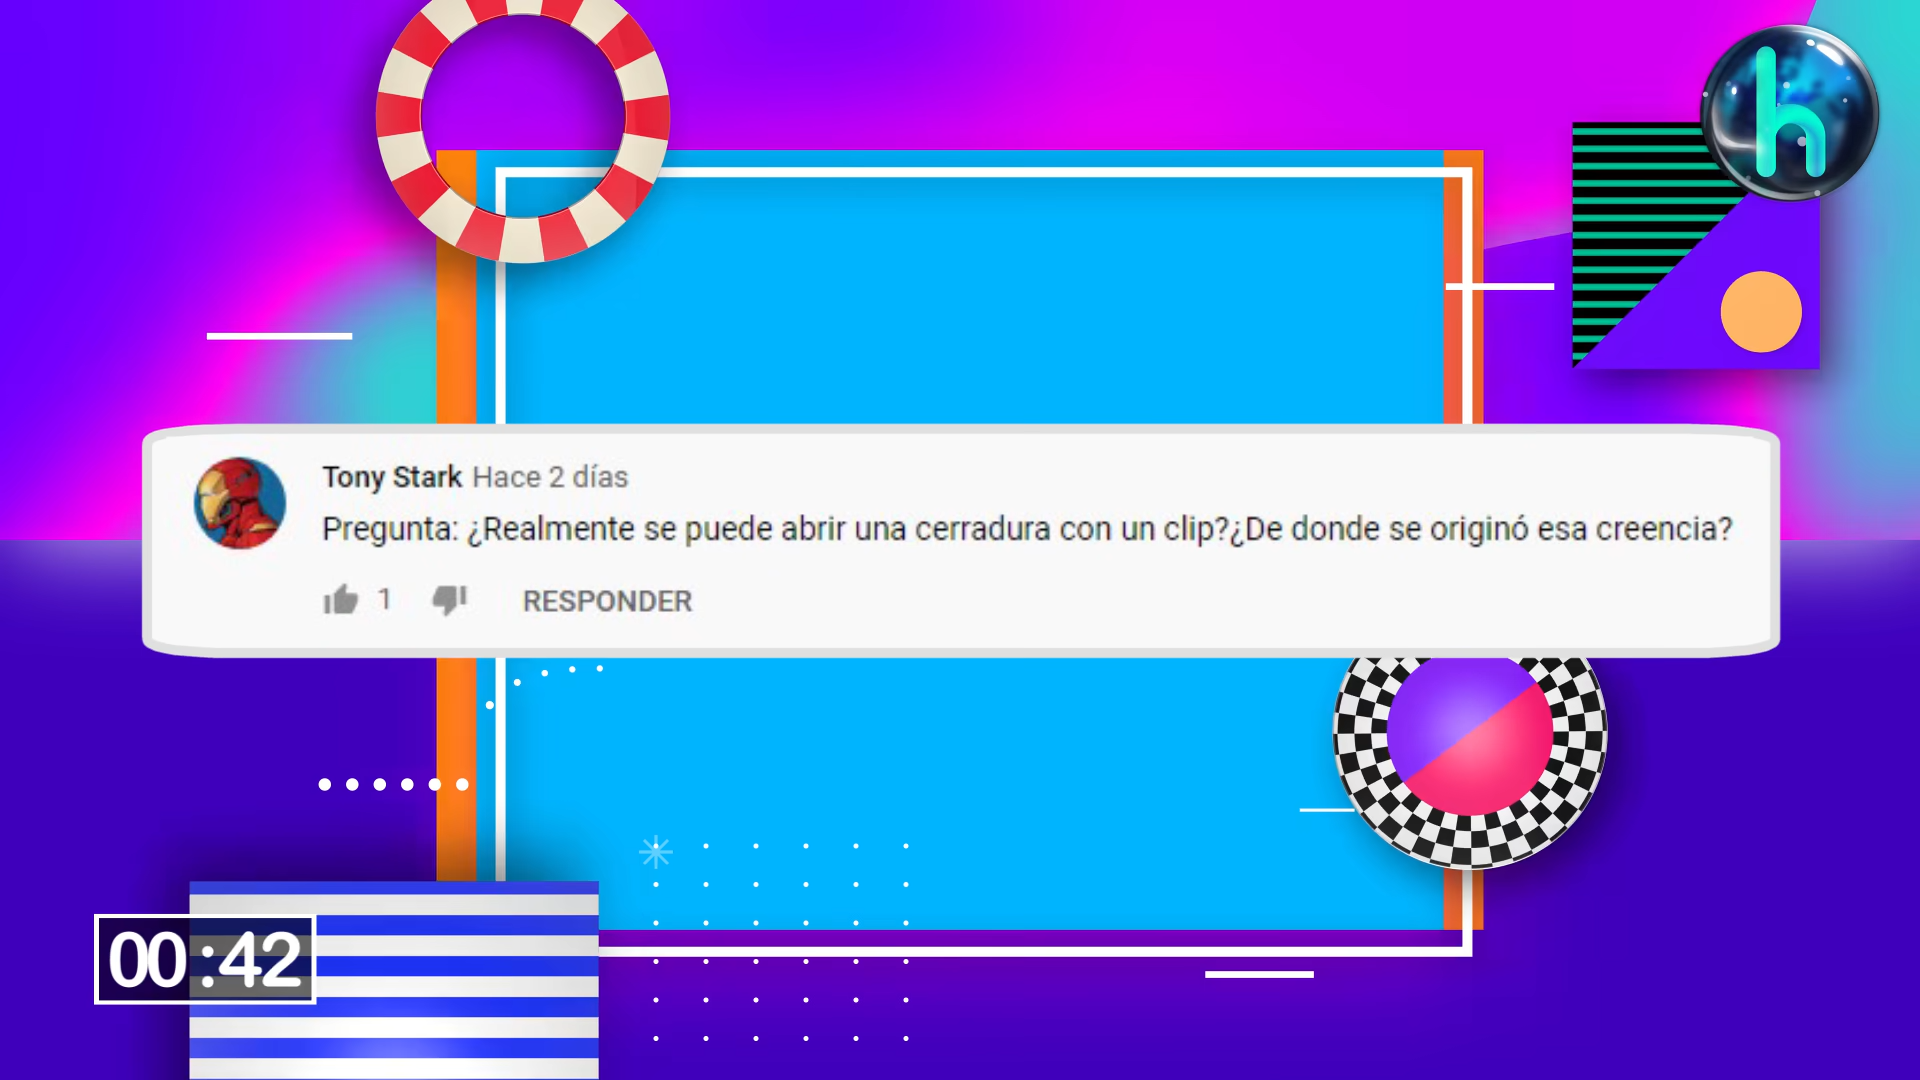 h
Tony Stark Hace 2 días
Pregunta: ¿Realmente se puede abrir una cerradura con un clip?¿De donde se originó esa creencia?
1 RESPONDER
00:42